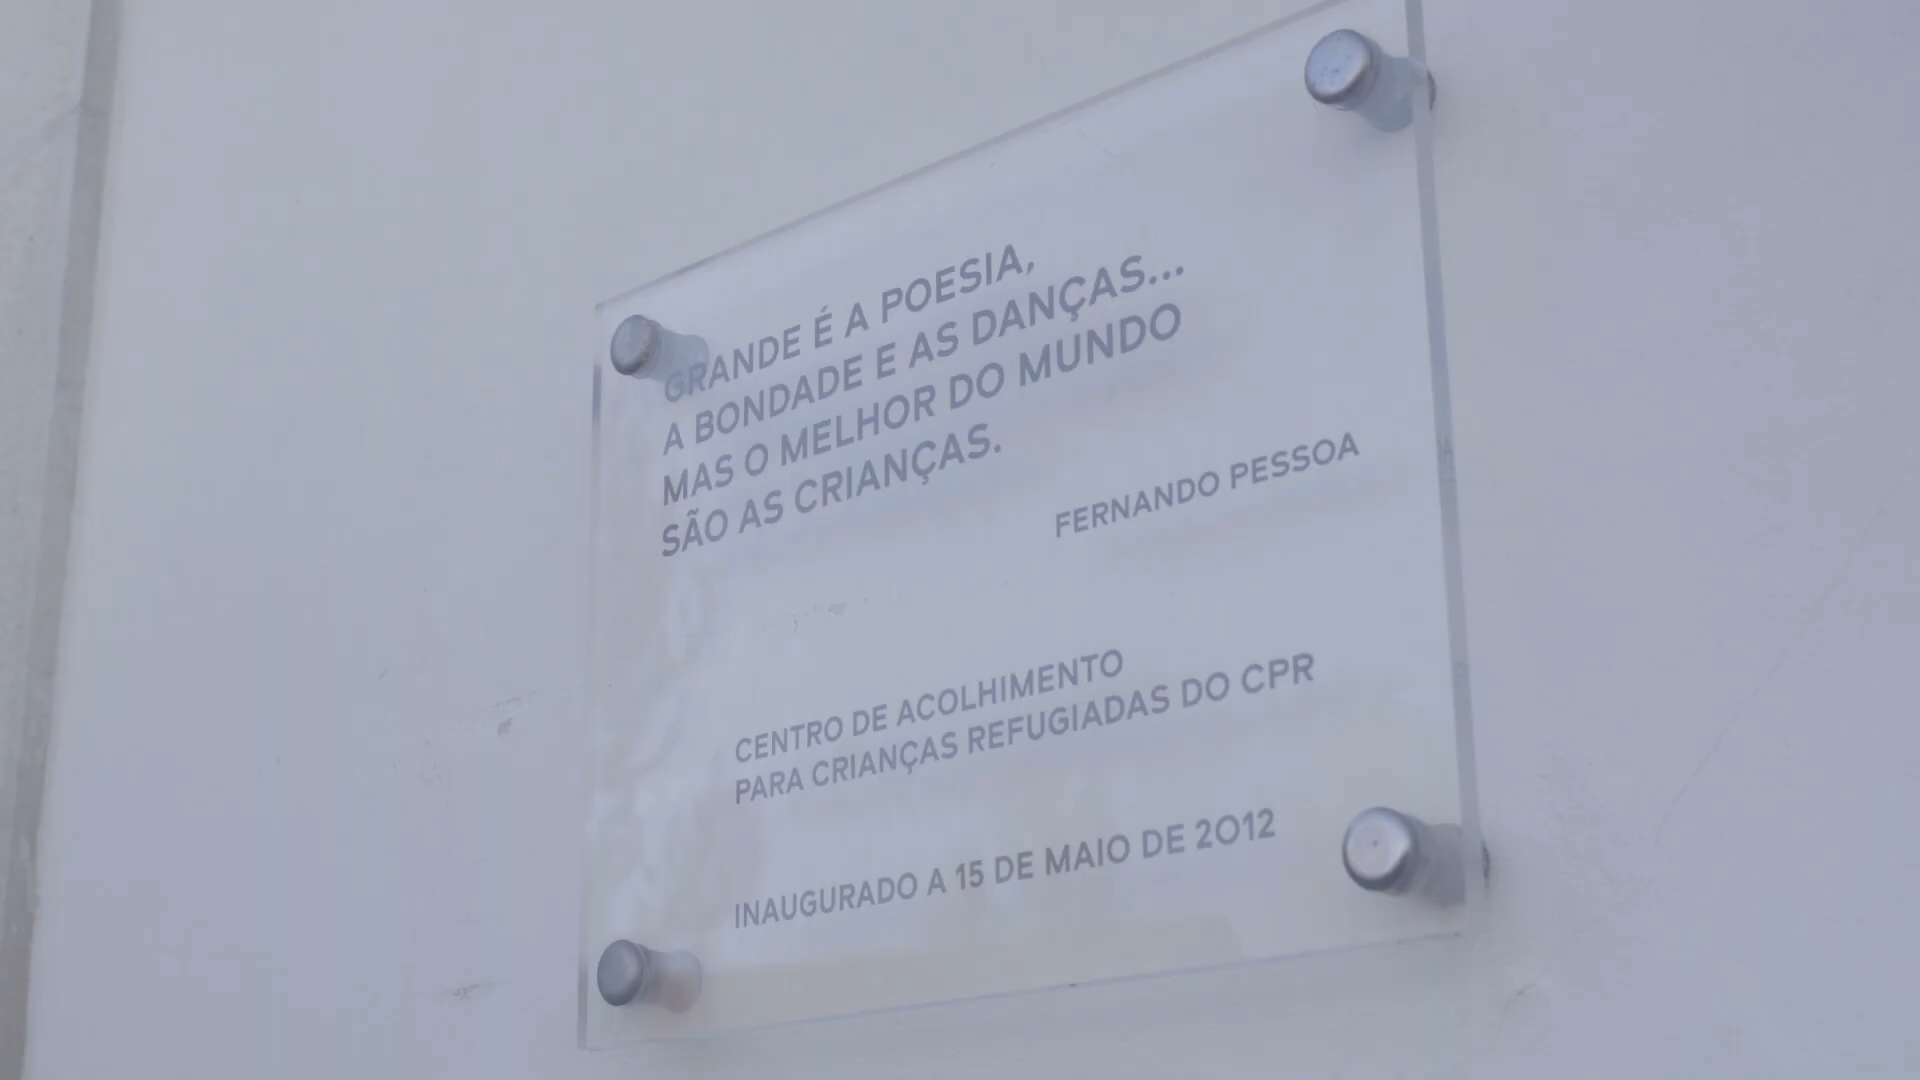 GRANDE É A POESIA,
A BONDADE E AS DANÇAS...
MAS O MELHOR DO MUNDO
SÃO AS CRIANÇAS.
FERNANDO PESSOA
CENTRO DE ACOLHIMENTO
PARA CRIANÇAS REFUGIADAS DO CPR
INAUGURADO A 15 DE MAIO DE 2012